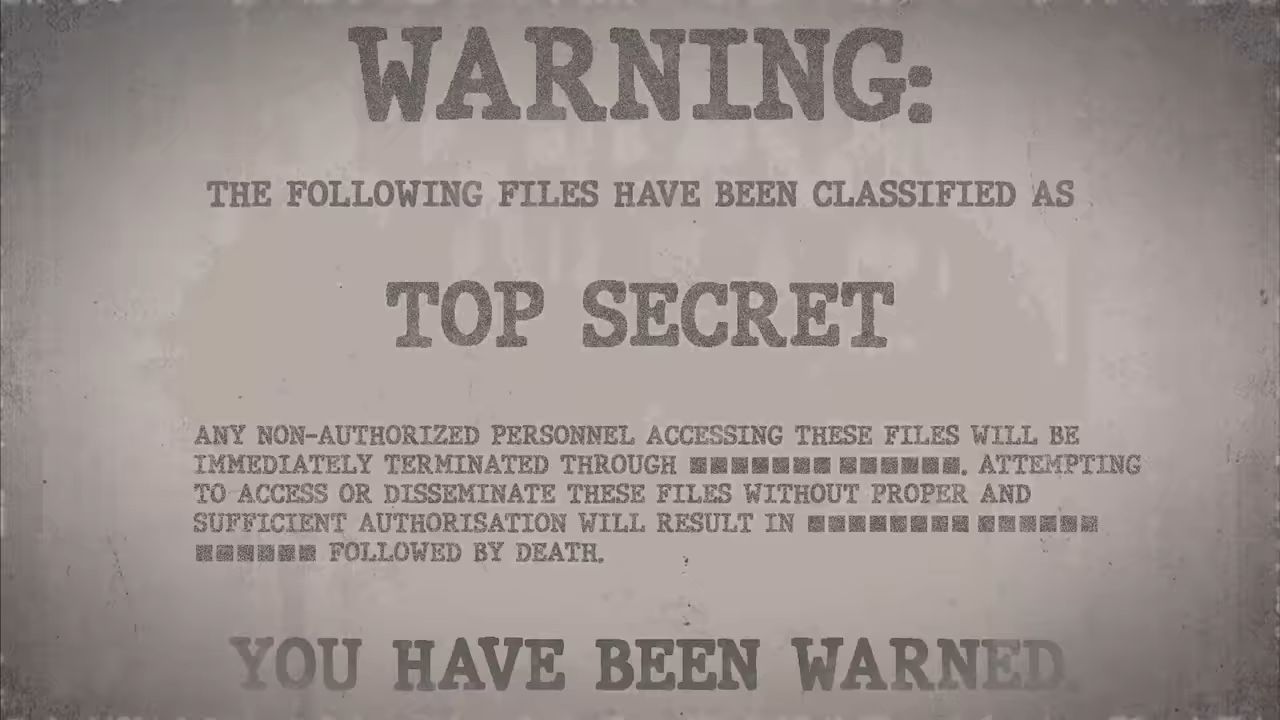 WARNING:
THE FOLLOWING FILES HAVE BEEN CLASSIFIED AS
TOP SECRET
ANY NON-AUTHORIZED PERSONNEL ACCESSING THESE FILES WILL BE
IMMEDIATELY TERMINATED THROUGH ■■■■■■■ ■■■■■■. ATTEMPTING
TO ACCESS OR DISSEMINATE THESE FILES WITHOUT PROPER AND
SUFFICIENT AUTHORISATION WILL RESULT IN ■■■■■■■■ ■■■■■■
■■■■■■ FOLLOWED BY DEATH.
YOU HAVE BEEN WARNED.